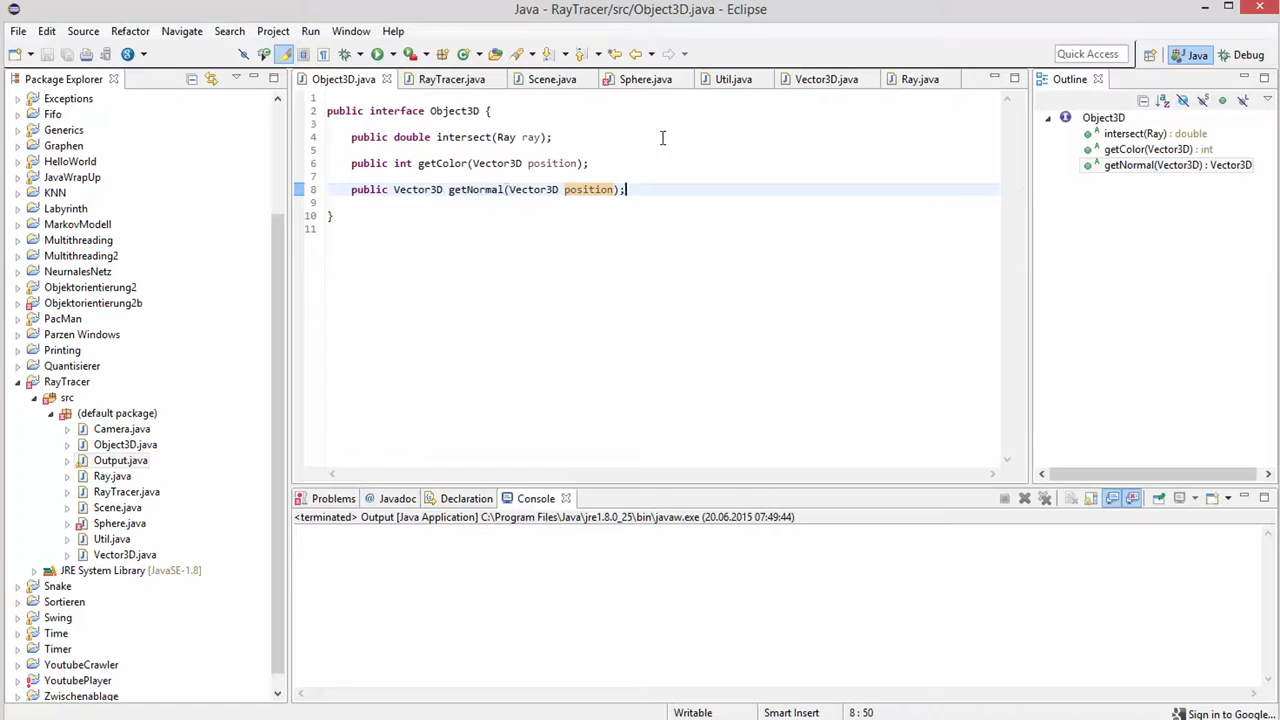 Java - RayTracer/src/Object3D.java - Eclipse
File Edit Source Refactor Navigate Search Project Run Window Help
Quick Access Java Debug
Package Explorer
Exceptions
Fifo
Generics
Graphen
HelloWorld
JavaWrapUp
KNN
Labyrinth
MarkovModell
Multithreading
Multithreading2
NeurnalesNetz
Objektorientierung2
Objektorientierung2b
PacMan
Parzen Windows
Printing
Quantisierer
RayTracer
src
(default package)
Camera.java
Object3D.java
Output.java
Ray.java
RayTracer.java
Scene.java
Sphere.java
Util.java
Vector3D.java
JRE System Library [JavaSE-1.8]
Snake
Sortieren
Swing
Time
Timer
YoutubeCrawler
YoutubePlayer
Zwischenablage
Object3D.java RayTracer.java Scene.java Sphere.java Util.java Vector3D.java Ray.java
1
2 public interface Object3D {
3
4 public double intersect(Ray ray);
5
6 public int getColor(Vector3D position);
7
8 public Vector3D getNormal(Vector3D position);
9
10 }
11
Outline
Object3D
intersect(Ray) : double
getColor(Vector3D) : int
getNormal(Vector3D) : Vector3D
Problems Javadoc Declaration Console
<terminated> Output [Java Application] C:\Program Files\Java\jre1.8.0_25\bin\javaw.exe (20.06.2015 07:49:44)
Writable Smart Insert 8 : 50 Sign in to Google...